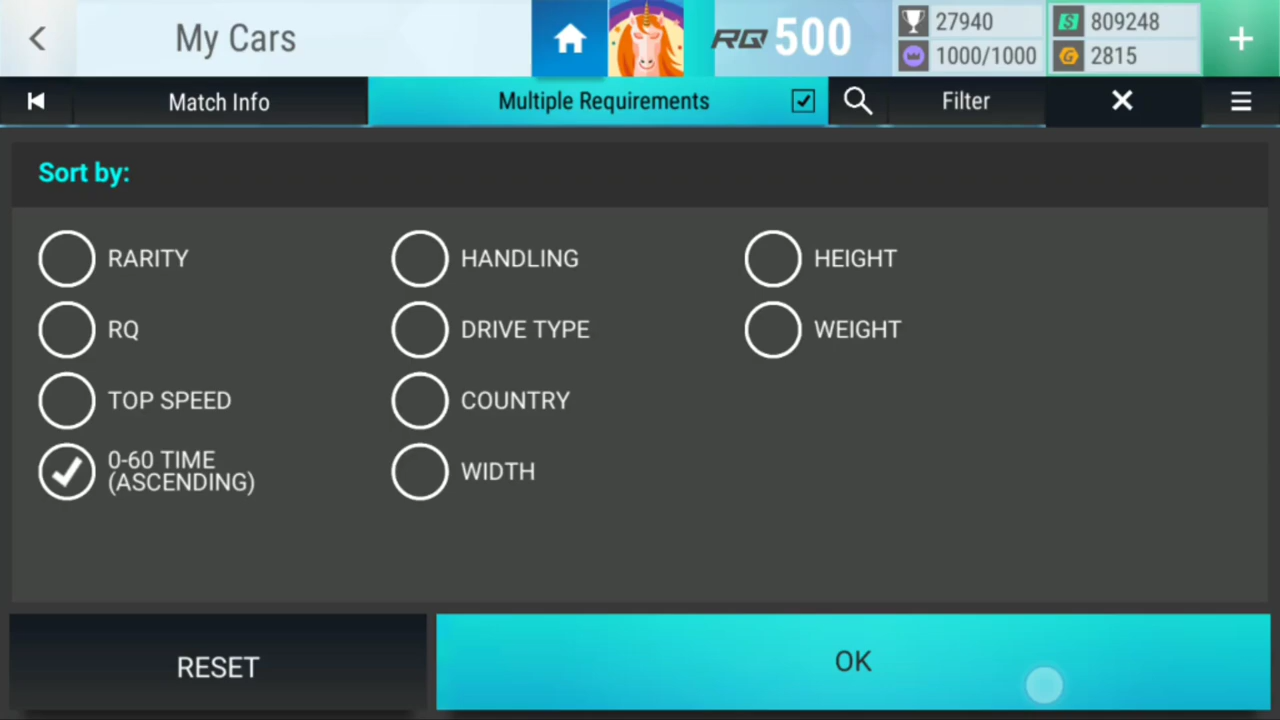 My Cars
RQ 500
27940
1000/1000
809248
2815
Match Info
Multiple Requirements
Filter
Sort by:
RARITY
HANDLING
HEIGHT
RQ
DRIVE TYPE
WEIGHT
TOP SPEED
COUNTRY
0-60 TIME
(ASCENDING)
WIDTH
RESET
OK